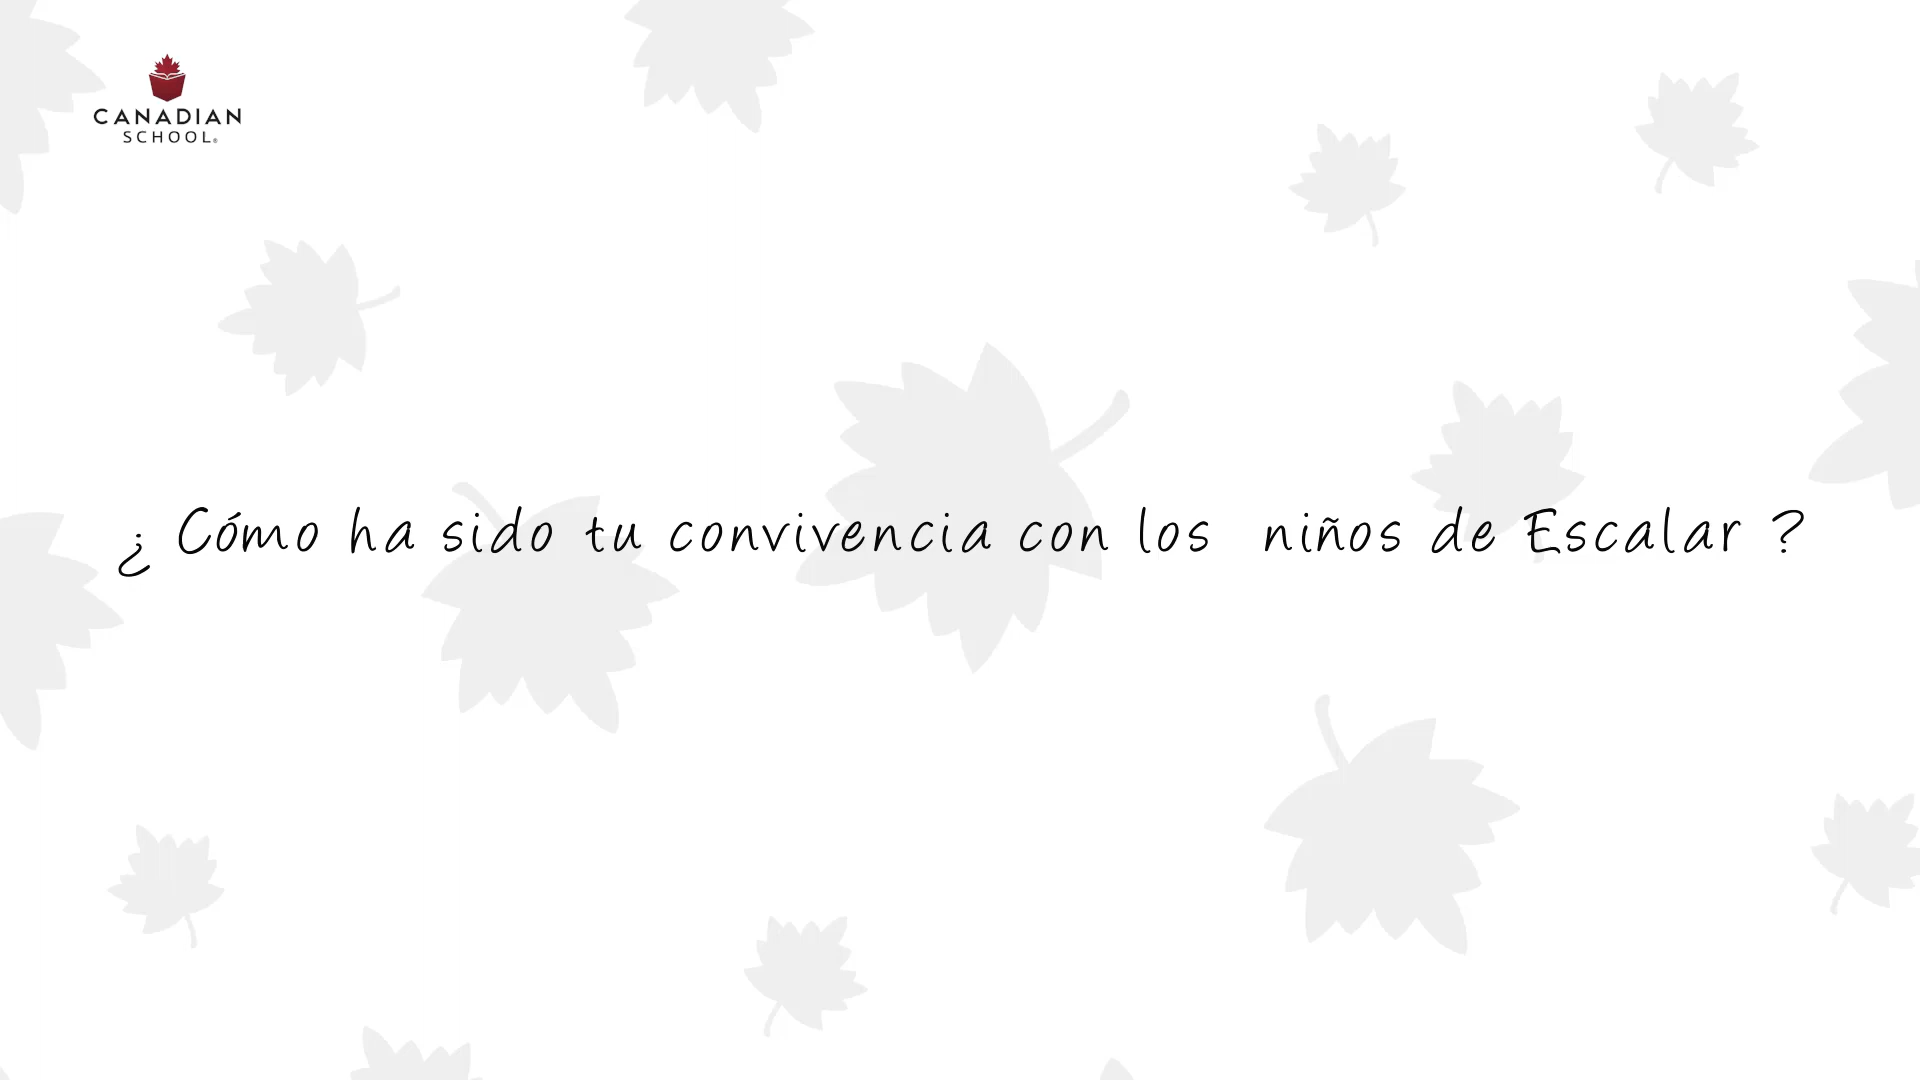 CANADIAN
SCHOOL®
¿ Cómo ha sido tu convivencia con los niños de Escalar ?